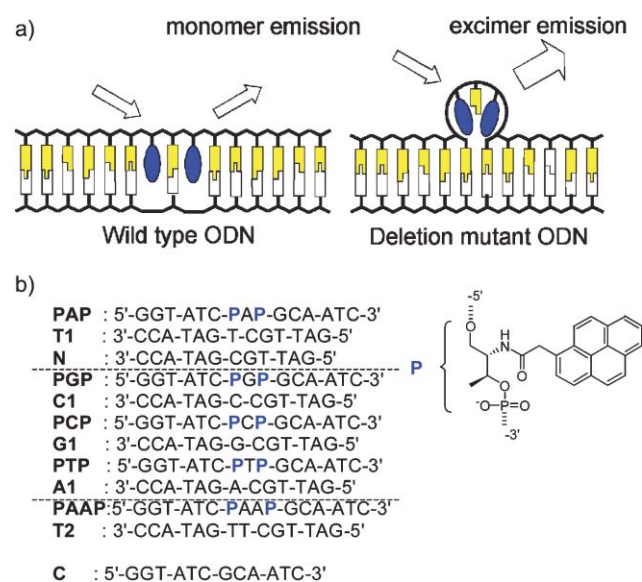 a)
monomer emission
excimer emission
Wild type ODN
Deletion mutant ODN
b)
PAP : 5'-GGT-ATC-PAP-GCA-ATC-3'
T1 : 3'-CCA-TAG-T-CGT-TAG-5'
N : 3'-CCA-TAG-CGT-TAG-5'
PGP : 5'-GGT-ATC-PGP-GCA-ATC-3'
C1 : 3'-CCA-TAG-C-CGT-TAG-5'
PCP : 5'-GGT-ATC-PCP-GCA-ATC-3'
G1 : 3'-CCA-TAG-G-CGT-TAG-5'
PTP : 5'-GGT-ATC-PTP-GCA-ATC-3'
A1 : 3'-CCA-TAG-A-CGT-TAG-5'
PAAP:5'-GGT-ATC-PAAP-GCA-ATC-3'
T2 : 3'-CCA-TAG-TT-CGT-TAG-5'
C : 5'-GGT-ATC-GCA-ATC-3'
P
-5'
O
H
N
O
O
-O-P=O
-3'